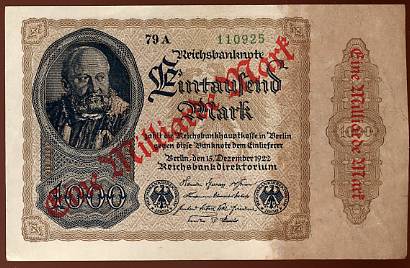 79 A 110925
Reichsbanknote
Eintausend
Mark
zahlt die Reichsbankhauptkasse in Berlin
gegen diese Banknote dem Einlieferer
Berlin, den 15. Dezember 1922
Reichsbankdirektorium
1000
Eine Milliarde Mark
Eine Milliarde Mark